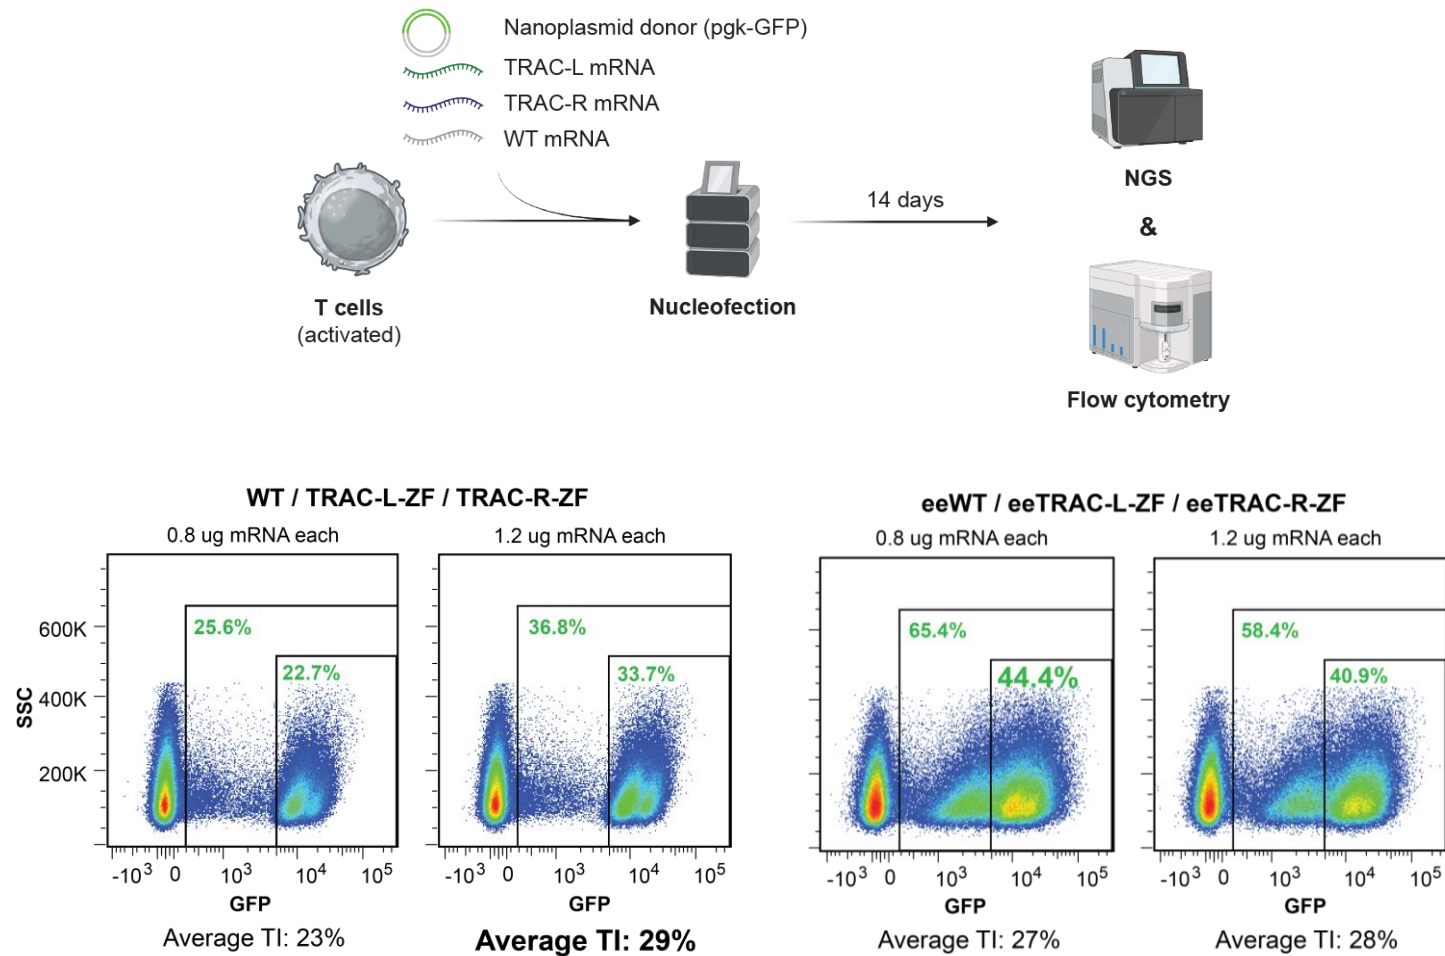 Nanoplasmid donor (pgk-GFP)
TRAC-L mRNA
TRAC-R mRNA
WT mRNA
T cells
(activated)
Nucleofection
14 days
NGS
&
Flow cytometry
WT / TRAC-L-ZF / TRAC-R-ZF
0.8 ug mRNA each
1.2 ug mRNA each
eeWT / eeTRAC-L-ZF / eeTRAC-R-ZF
0.8 ug mRNA each
1.2 ug mRNA each
SSC
600K
400K
200K
25.6%
22.7%
-10³ 0 10³ 10⁴ 10⁵
GFP
Average TI: 23%
36.8%
33.7%
-10³ 0 10³ 10⁴ 10⁵
GFP
Average TI: 29%
65.4%
44.4%
-10³ 0 10³ 10⁴ 10⁵
GFP
Average TI: 27%
58.4%
40.9%
-10³ 0 10³ 10⁴ 10⁵
GFP
Average TI: 28%